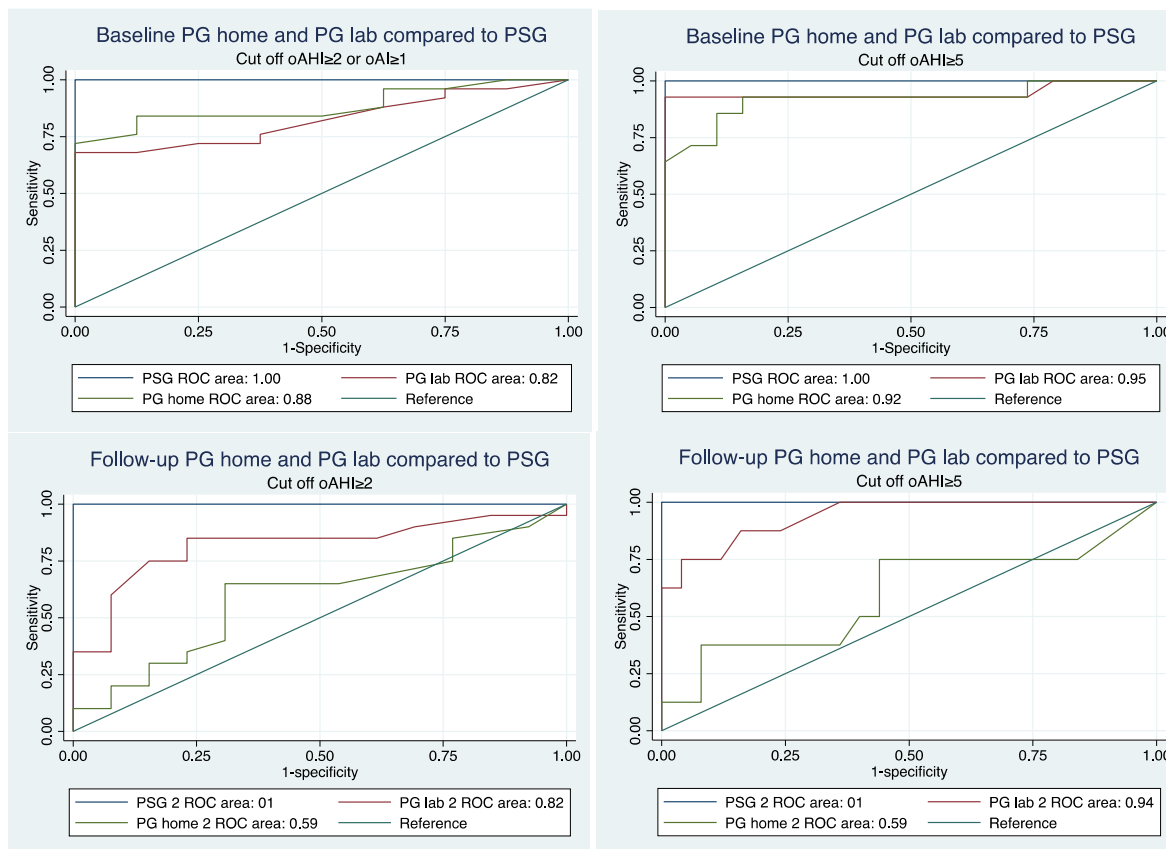 Baseline PG home and PG lab compared to PSG
Cut off oAHI≥2 or oAI≥1
Sensitivity
1.00
0.75
0.50
0.25
0.00
0.00 0.25 0.50 0.75 1.00
1-Specificity
PSG ROC area: 1.00 PG lab ROC area: 0.82
PG home ROC area: 0.88 Reference
Baseline PG home and PG lab compared to PSG
Cut off oAHI≥5
Sensitivity
1.00
0.75
0.50
0.25
0.00
0.00 0.25 0.50 0.75 1.00
1-Specificity
PSG ROC area: 1.00 PG lab ROC area: 0.95
PG home ROC area: 0.92 Reference
Follow-up PG home and PG lab compared to PSG
Cut off oAHI≥2
Sensitivity
1.00
0.75
0.50
0.25
0.00
0.00 0.25 0.50 0.75 1.00
1-specificity
PSG 2 ROC area: 01 PG lab 2 ROC area: 0.82
PG home 2 ROC area: 0.59 Reference
Follow-up PG home and PG lab compared to PSG
Cut off oAHI≥5
Sensitivity
1.00
0.75
0.50
0.25
0.00
0.00 0.25 0.50 0.75 1.00
1-specificity
PSG 2 ROC area: 01 PG lab 2 ROC area: 0.94
PG home 2 ROC area: 0.59 Reference